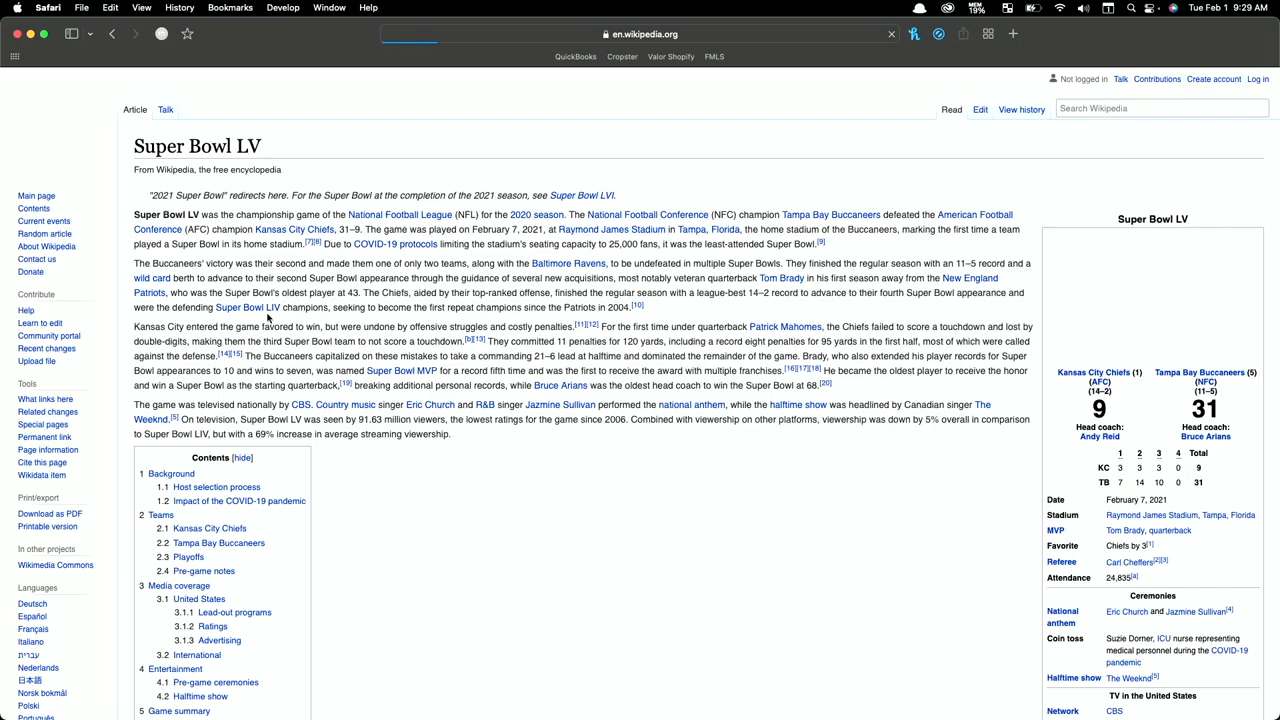 Safari File Edit View History Bookmarks Develop Window Help MEM 19% Tue Feb 1 9:29 AM
en.wikipedia.org
QuickBooks Cropster Valor Shopify FMLS
Not logged in Talk Contributions Create account Log in
Article Talk Read Edit View history Search Wikipedia
Super Bowl LV
From Wikipedia, the free encyclopedia
"2021 Super Bowl" redirects here. For the Super Bowl at the completion of the 2021 season, see Super Bowl LVI.
Super Bowl LV was the championship game of the National Football League (NFL) for the 2020 season. The National Football Conference (NFC) champion Tampa Bay Buccaneers defeated the American Football
Conference (AFC) champion Kansas City Chiefs, 31–9. The game was played on February 7, 2021, at Raymond James Stadium in Tampa, Florida, the home stadium of the Buccaneers, marking the first time a team
played a Super Bowl in its home stadium.[7][8] Due to COVID-19 protocols limiting the stadium's seating capacity to 25,000 fans, it was the least-attended Super Bowl.[9]
The Buccaneers' victory was their second and made them one of only two teams, along with the Baltimore Ravens, to be undefeated in multiple Super Bowls. They finished the regular season with an 11–5 record and a
wild card berth to advance to their second Super Bowl appearance through the guidance of several new acquisitions, most notably veteran quarterback Tom Brady in his first season away from the New England
Patriots, who was the Super Bowl's oldest player at 43. The Chiefs, aided by their top-ranked offense, finished the regular season with a league-best 14–2 record to advance to their fourth Super Bowl appearance and
were the defending Super Bowl LIV champions, seeking to become the first repeat champions since the Patriots in 2004.[10]
Kansas City entered the game favored to win, but were undone by offensive struggles and costly penalties.[11][12] For the first time under quarterback Patrick Mahomes, the Chiefs failed to score a touchdown and lost by
double-digits, making them the third Super Bowl team to not score a touchdown.[b][13] They committed 11 penalties for 120 yards, including a record eight penalties for 95 yards in the first half, most of which were called
against the defense.[14][15] The Buccaneers capitalized on these mistakes to take a commanding 21–6 lead at halftime and dominated the remainder of the game. Brady, who also extended his player records for Super
Bowl appearances to 10 and wins to seven, was named Super Bowl MVP for a record fifth time and was the first to receive the award with multiple franchises.[16][17][18] He became the oldest player to receive the honor
and win a Super Bowl as the starting quarterback,[19] breaking additional personal records, while Bruce Arians was the oldest head coach to win the Super Bowl at 68.[20]
The game was televised nationally by CBS. Country music singer Eric Church and R&B singer Jazmine Sullivan performed the national anthem, while the halftime show was headlined by Canadian singer The
Weeknd.[5] On television, Super Bowl LV was seen by 91.63 million viewers, the lowest ratings for the game since 2006. Combined with viewership on other platforms, viewership was down by 5% overall in comparison
to Super Bowl LIV, but with a 69% increase in average streaming viewership.
Contents [hide]
1 Background
1.1 Host selection process
1.2 Impact of the COVID-19 pandemic
2 Teams
2.1 Kansas City Chiefs
2.2 Tampa Bay Buccaneers
2.3 Playoffs
2.4 Pre-game notes
3 Media coverage
3.1 United States
3.1.1 Lead-out programs
3.1.2 Ratings
3.1.3 Advertising
3.2 International
4 Entertainment
4.1 Pre-game ceremonies
4.2 Halftime show
5 Game summary
Main page
Contents
Current events
Random article
About Wikipedia
Contact us
Donate
Contribute
Help
Learn to edit
Community portal
Recent changes
Upload file
Tools
What links here
Related changes
Special pages
Permanent link
Page information
Cite this page
Wikidata item
Print/export
Download as PDF
Printable version
In other projects
Wikimedia Commons
Languages
Deutsch
Español
Français
Italiano
עברית
Nederlands
日本語
Norsk bokmål
Polski
Português
Super Bowl LV
Kansas City Chiefs (1) Tampa Bay Buccaneers (5)
(AFC) (NFC)
(14–2) (11–5)
9 31
Head coach: Head coach:
Andy Reid Bruce Arians
1 2 3 4 Total
KC 3 3 3 0 9
TB 7 14 10 0 31
Date February 7, 2021
Stadium Raymond James Stadium, Tampa, Florida
MVP Tom Brady, quarterback
Favorite Chiefs by 3[1]
Referee Carl Cheffers[2][3]
Attendance 24,835[a]
Ceremonies
National Eric Church and Jazmine Sullivan[4]
anthem
Coin toss Suzie Dorner, ICU nurse representing
medical personnel during the COVID-19
pandemic
Halftime show The Weeknd[5]
TV in the United States
Network CBS